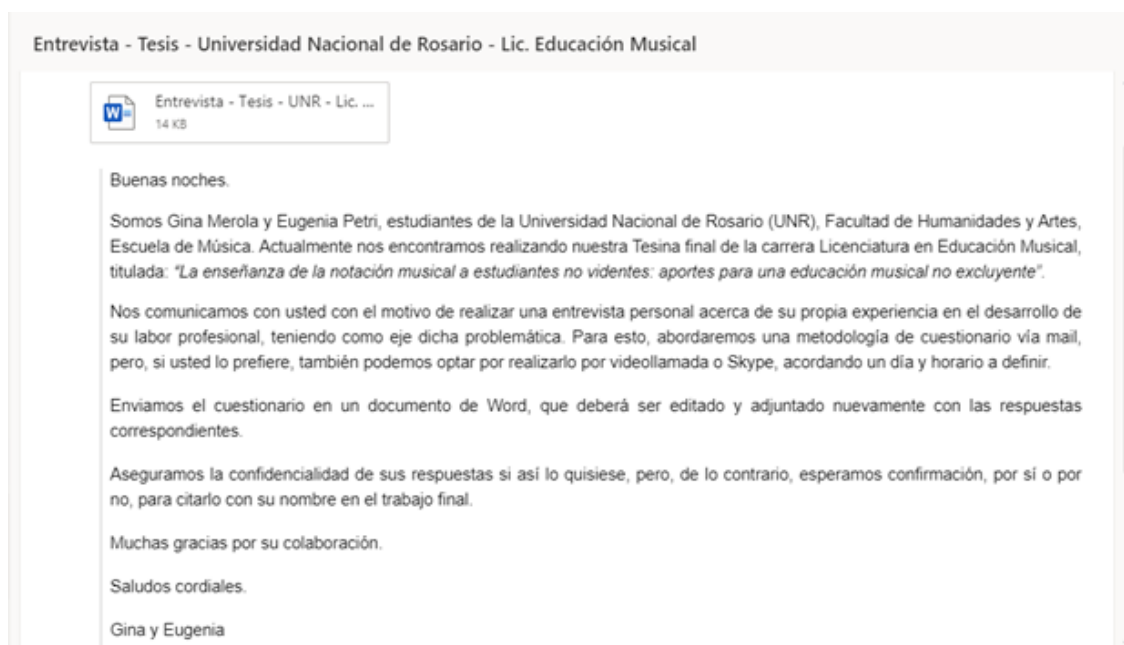 Entrevista - Tesis - Universidad Nacional de Rosario - Lic. Educación Musical
Entrevista - Tesis - UNR - Lic. ...
14 KB
Buenas noches.
Somos Gina Merola y Eugenia Petri, estudiantes de la Universidad Nacional de Rosario (UNR), Facultad de Humanidades y Artes,
Escuela de Música. Actualmente nos encontramos realizando nuestra Tesina final de la carrera Licenciatura en Educación Musical,
titulada: "La enseñanza de la notación musical a estudiantes no videntes: aportes para una educación musical no excluyente".
Nos comunicamos con usted con el motivo de realizar una entrevista personal acerca de su propia experiencia en el desarrollo de
su labor profesional, teniendo como eje dicha problemática. Para esto, abordaremos una metodología de cuestionario vía mail,
pero, si usted lo prefiere, también podemos optar por realizarlo por videollamada o Skype, acordando un día y horario a definir.
Enviamos el cuestionario en un documento de Word, que deberá ser editado y adjuntado nuevamente con las respuestas
correspondientes.
Aseguramos la confidencialidad de sus respuestas si así lo quisiese, pero, de lo contrario, esperamos confirmación, por sí o por
no, para citarlo con su nombre en el trabajo final.
Muchas gracias por su colaboración.
Saludos cordiales.
Gina y Eugenia